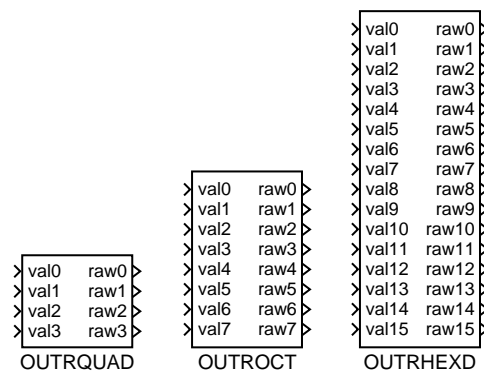 val0 raw0
val1 raw1
val2 raw2
val3 raw3
OUTRQUAD
val0 raw0
val1 raw1
val2 raw2
val3 raw3
val4 raw4
val5 raw5
val6 raw6
val7 raw7
OUTROCT
val0 raw0
val1 raw1
val2 raw2
val3 raw3
val4 raw4
val5 raw5
val6 raw6
val7 raw7
val8 raw8
val9 raw9
val10 raw10
val11 raw11
val12 raw12
val13 raw13
val14 raw14
val15 raw15
OUTRHEXD